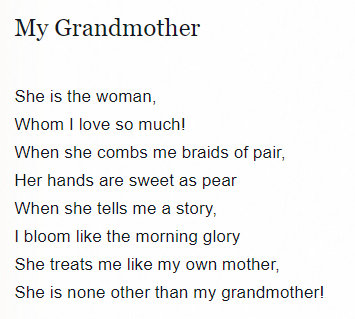 My Grandmother
She is the woman,
Whom I love so much!
When she combs me braids of pair,
Her hands are sweet as pear
When she tells me a story,
I bloom like the morning glory
She treats me like my own mother,
She is none other than my grandmother!